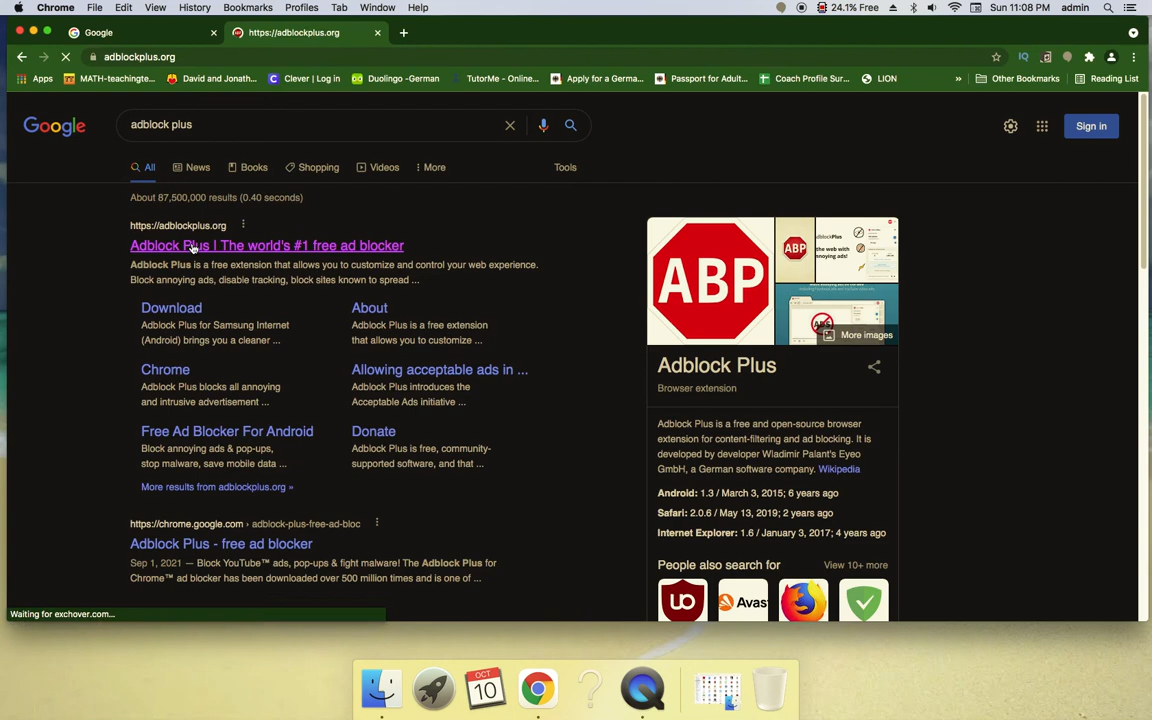 Chrome File Edit View History Bookmarks Profiles Tab Window Help 24.1% Free Sun 11:08 PM admin
Google https://adblockplus.org
adblockplus.org
Apps MATH-teachingte... David and Jonath... Clever | Log in Duolingo -German TutorMe - Online... Apply for a Germa... Passport for Adult... Coach Profile Sur... LION » Other Bookmarks Reading List
Google adblock plus Sign in
All News Books Shopping Videos More Tools
About 87,500,000 results (0.40 seconds)
https://adblockplus.org
Adblock Plus | The world's #1 free ad blocker
Adblock Plus is a free extension that allows you to customize and control your web experience.
Block annoying ads, disable tracking, block sites known to spread ...
Download
Adblock Plus for Samsung Internet
(Android) brings you a cleaner ...
About
Adblock Plus is a free extension
that allows you to customize ...
Chrome
Adblock Plus blocks all annoying
and intrusive advertisement ...
Allowing acceptable ads in ...
Adblock Plus introduces the
Acceptable Ads initiative ...
Free Ad Blocker For Android
Block annoying ads & pop-ups,
stop malware, save mobile data ...
Donate
Adblock Plus is free, community-
supported software, and that ...
More results from adblockplus.org »
https://chrome.google.com › adblock-plus-free-ad-bloc
Adblock Plus - free ad blocker
Sep 1, 2021 — Block YouTube™ ads, pop-ups & fight malware! The Adblock Plus for
Chrome™ ad blocker has been downloaded over 500 million times and is one of ...
ABP
ABP
ADS
More images
Adblock Plus
Browser extension
Adblock Plus is a free and open-source browser
extension for content-filtering and ad blocking. It is
developed by developer Wladimir Palant's Eyeo
GmbH, a German software company. Wikipedia
Android: 1.3 / March 3, 2015; 6 years ago
Safari: 2.0.6 / May 13, 2019; 2 years ago
Internet Explorer: 1.6 / January 3, 2017; 4 years ago
People also search for View 10+ more
Avas
Waiting for exchover.com...
OCT
10